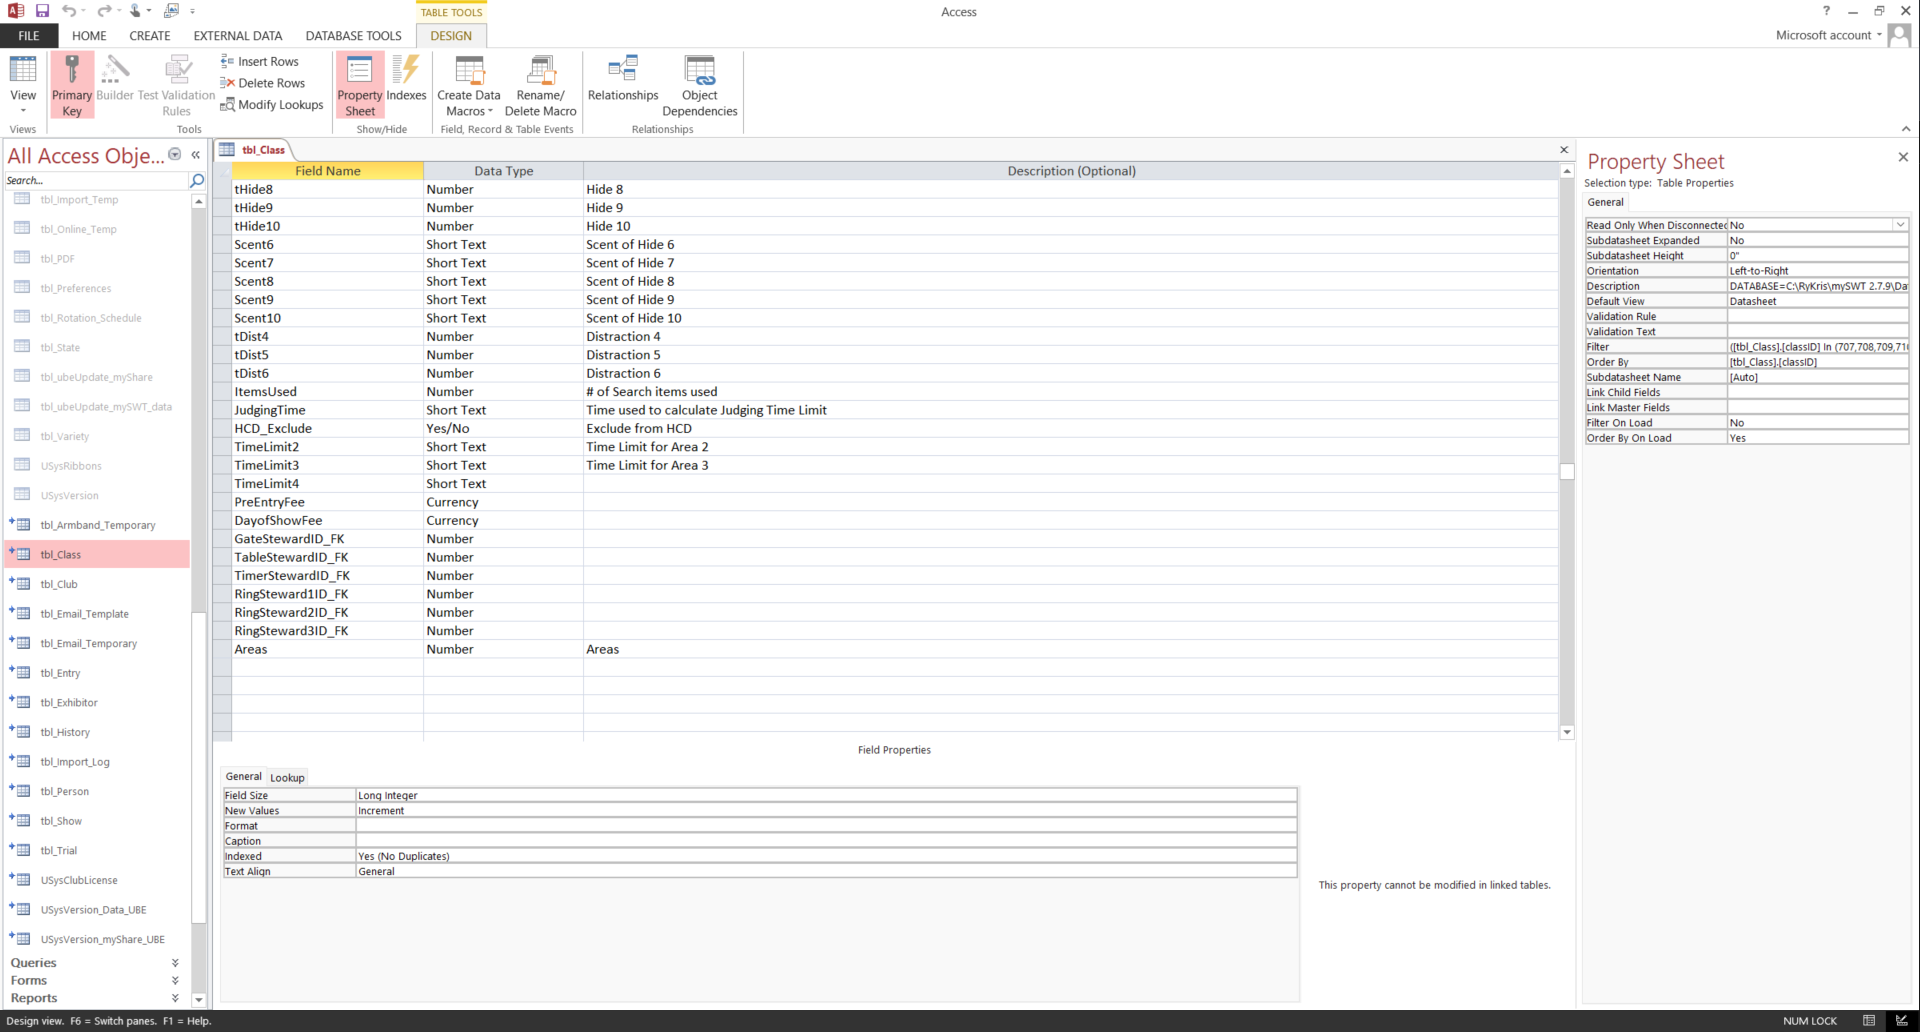 TABLE TOOLS
Access
?
FILE HOME CREATE EXTERNAL DATA DATABASE TOOLS DESIGN
Microsoft account
View
Primary Key
Builder
Test Validation Rules
Insert Rows
Delete Rows
Modify Lookups
Property Sheet
Indexes
Create Data Macros
Rename/ Delete Macro
Relationships
Object Dependencies
Views Tools Show/Hide Field, Record & Table Events Relationships
All Access Obje...
Search...
tbl_Import_Temp
tbl_Online_Temp
tbl_PDF
tbl_Preferences
tbl_Rotation_Schedule
tbl_State
tbl_ubeUpdate_myShare
tbl_ubeUpdate_mySWT_data
tbl_Variety
USysRibbons
USysVersion
tbl_Armband_Temporary
tbl_Class
tbl_Club
tbl_Email_Template
tbl_Email_Temporary
tbl_Entry
tbl_Exhibitor
tbl_History
tbl_Import_Log
tbl_Person
tbl_Show
tbl_Trial
USysClubLicense
USysVersion_Data_UBE
USysVersion_myShare_UBE
Queries
Forms
Reports
tbl_Class
Field Name Data Type Description (Optional)
tHide8 Number Hide 8
tHide9 Number Hide 9
tHide10 Number Hide 10
Scent6 Short Text Scent of Hide 6
Scent7 Short Text Scent of Hide 7
Scent8 Short Text Scent of Hide 8
Scent9 Short Text Scent of Hide 9
Scent10 Short Text Scent of Hide 10
tDist4 Number Distraction 4
tDist5 Number Distraction 5
tDist6 Number Distraction 6
ItemsUsed Number # of Search items used
JudgingTime Short Text Time used to calculate Judging Time Limit
HCD_Exclude Yes/No Exclude from HCD
TimeLimit2 Short Text Time Limit for Area 2
TimeLimit3 Short Text Time Limit for Area 3
TimeLimit4 Short Text
PreEntryFee Currency
DayofShowFee Currency
GateStewardID_FK Number
TableStewardID_FK Number
TimerStewardID_FK Number
RingSteward1ID_FK Number
RingSteward2ID_FK Number
RingSteward3ID_FK Number
Areas Number Areas
Field Properties
General Lookup
Field Size Long Integer
New Values Increment
Format
Caption
Indexed Yes (No Duplicates)
Text Align General
This property cannot be modified in linked tables.
Property Sheet
Selection type: Table Properties
General
Read Only When Disconnected No
Subdatasheet Expanded No
Subdatasheet Height 0"
Orientation Left-to-Right
Description DATABASE=C:\RyKris\mySWT 2.7.9\Da
Default View Datasheet
Validation Rule
Validation Text
Filter ([tbl_Class].[classID] In (707,708,709,710
Order By [tbl_Class].[classID]
Subdatasheet Name [Auto]
Link Child Fields
Link Master Fields
Filter On Load No
Order By On Load Yes
Design view. F6 = Switch panes. F1 = Help.
NUM LOCK